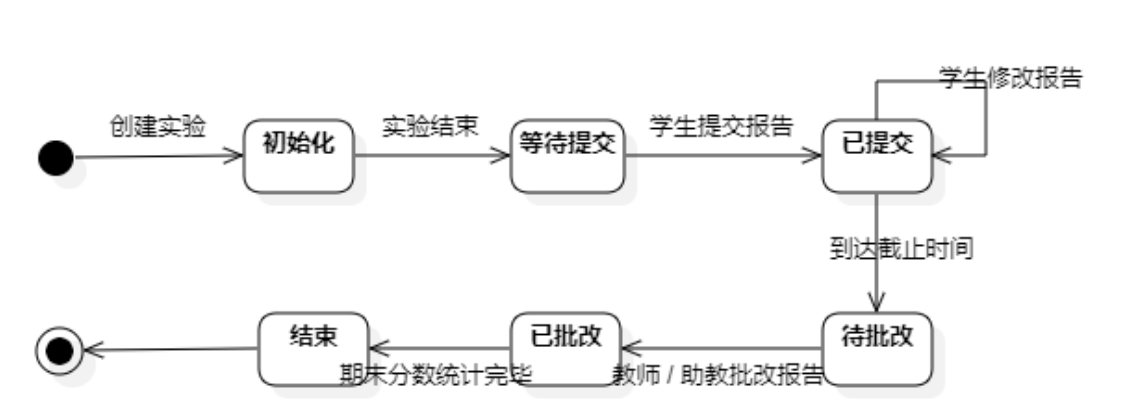 学生修改报告
创建实验
实验结束
学生提交报告
初始化
等待提交
已提交
到达截止时间
结束
已批改
待批改
期末分数统计完毕
教师 / 助教批改报告